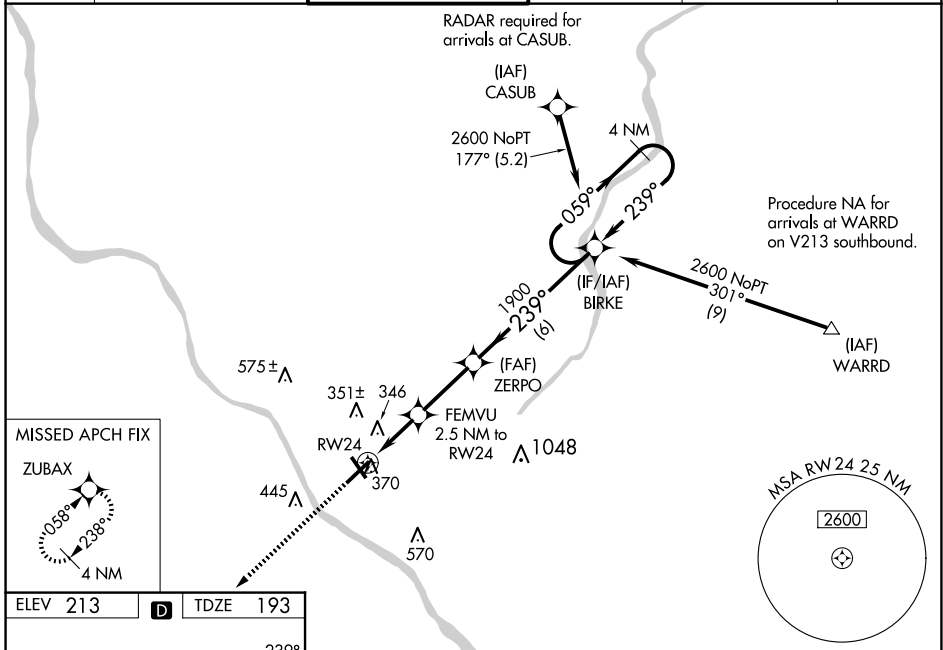 RADAR required for
arrivals at CASUB.
(IAF)
CASUB
2600 NoPT
177° (5.2)
4 NM
059°
239°
Procedure NA for
arrivals at WARRD
on V213 southbound.
(IF/IAF)
BIRKE
2600 NoPT
301°
(9)
(IAF)
WARRD
1900
239°
(6)
(FAF)
ZERPO
575±
351±
346
FEMVU
2.5 NM to
RW24
1048
RW24
370
445
570
MISSED APCH FIX
ZUBAX
058°
238°
4 NM
MSA RW 24 25 NM
2600
ELEV 213
D
TDZE 193